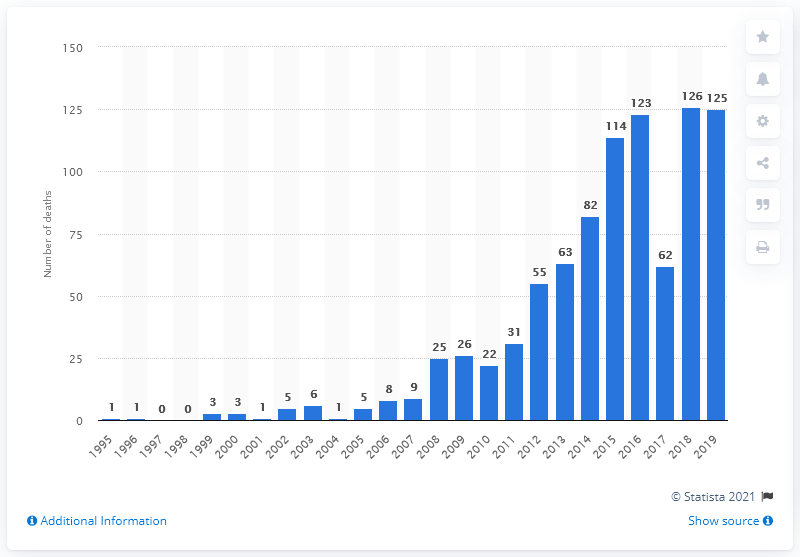 150
125
100
75
50
25
0
Number of deaths
1 1 0 0 3 3 1 5 6 1 5 8 9 25 26 22 31 55 63 82 114 123 62 126 125
1995 1996 1997 1998 1999 2000 2001 2002 2003 2004 2005 2006 2007 2008 2009 2010 2011 2012 2013 2014 2015 2016 2017 2018 2019
© Statista 2021
Additional Information
Show source